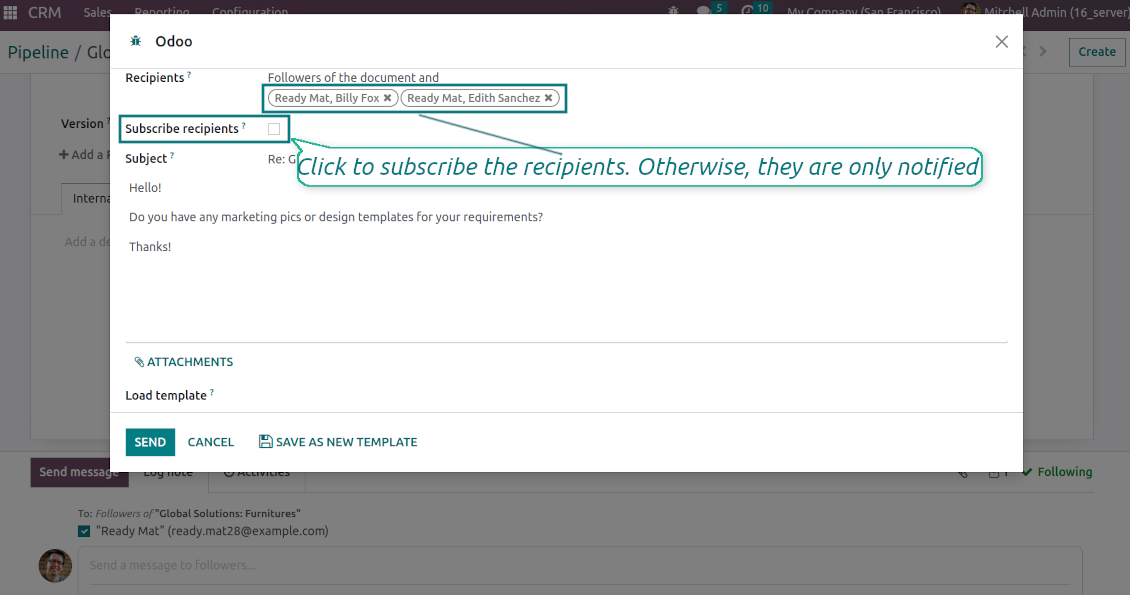 CRM Sales Reporting Configuration 5 10 My Company (San Francisco) Mitchell Admin (16_server)
Odoo
Pipeline / Glo
Create
Recipients ?
Followers of the document and
Ready Mat, Billy Fox ✖ Ready Mat, Edith Sanchez ✖
Version ?
Subscribe recipients ?
Add a
Subject ?
Re: G
Click to subscribe the recipients. Otherwise, they are only notified
Hello!
Interna
Do you have any marketing pics or design templates for your requirements?
Add a de
Thanks!
ATTACHMENTS
Load template ?
SEND CANCEL SAVE AS NEW TEMPLATE
Send message Log note Activities 1 Following
To: Followers of "Global Solutions: Furnitures"
"Ready Mat" (ready.mat28@example.com)
Send a message to followers...